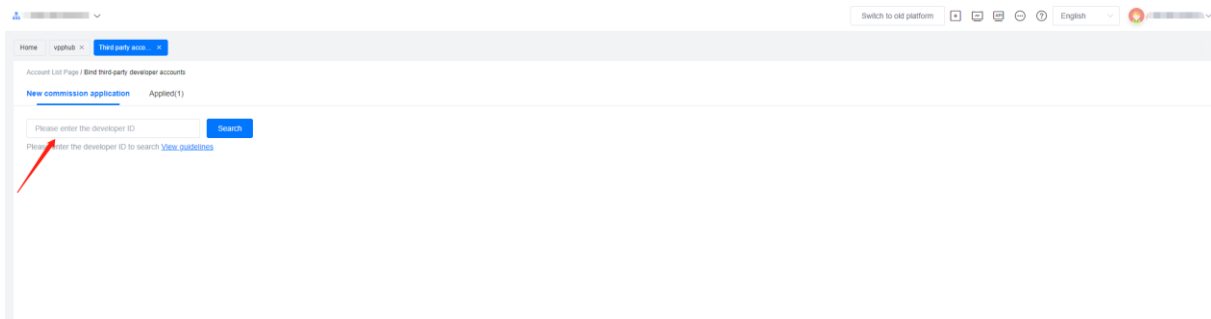 Switch to old platform English
Home vpphub × Third party acco... ×
Account List Page / Bind third-party developer accounts
New commission application Applied(1)
Please enter the developer ID Search
Please enter the developer ID to search View guidelines